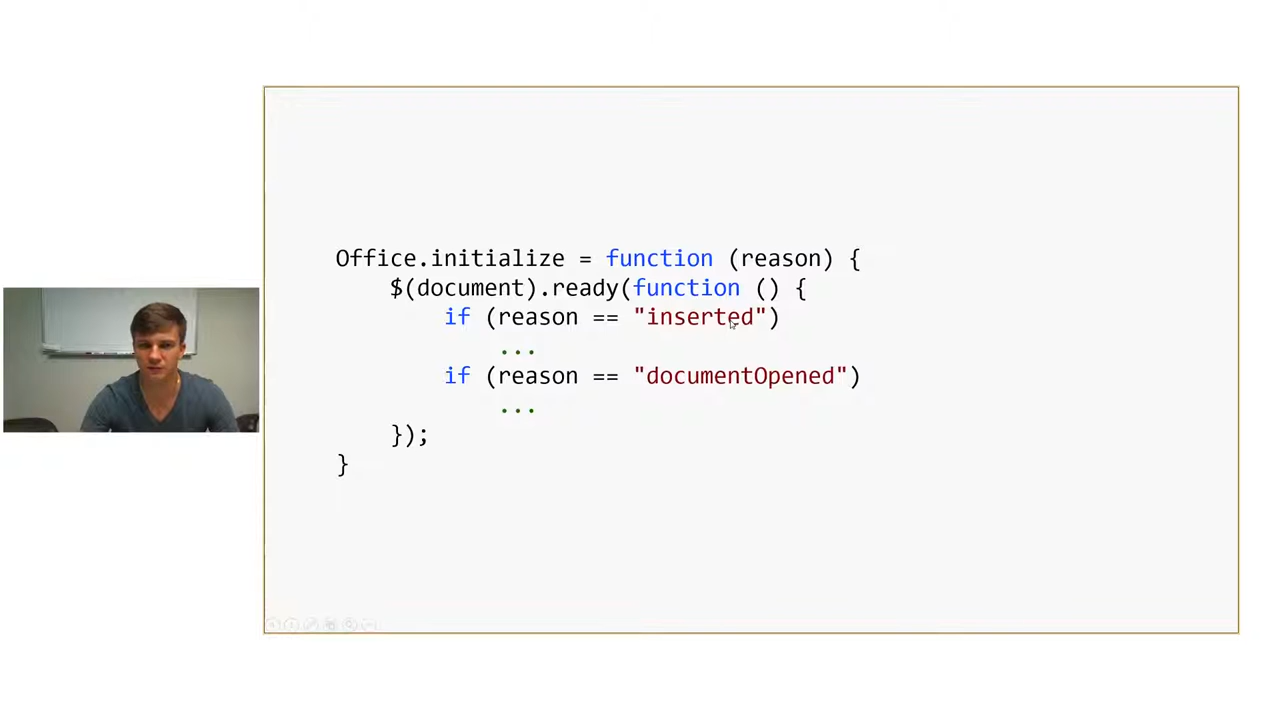 Office.initialize = function (reason) {
$(document).ready(function () {
if (reason == "inserted")
...
if (reason == "documentOpened")
...
});
}